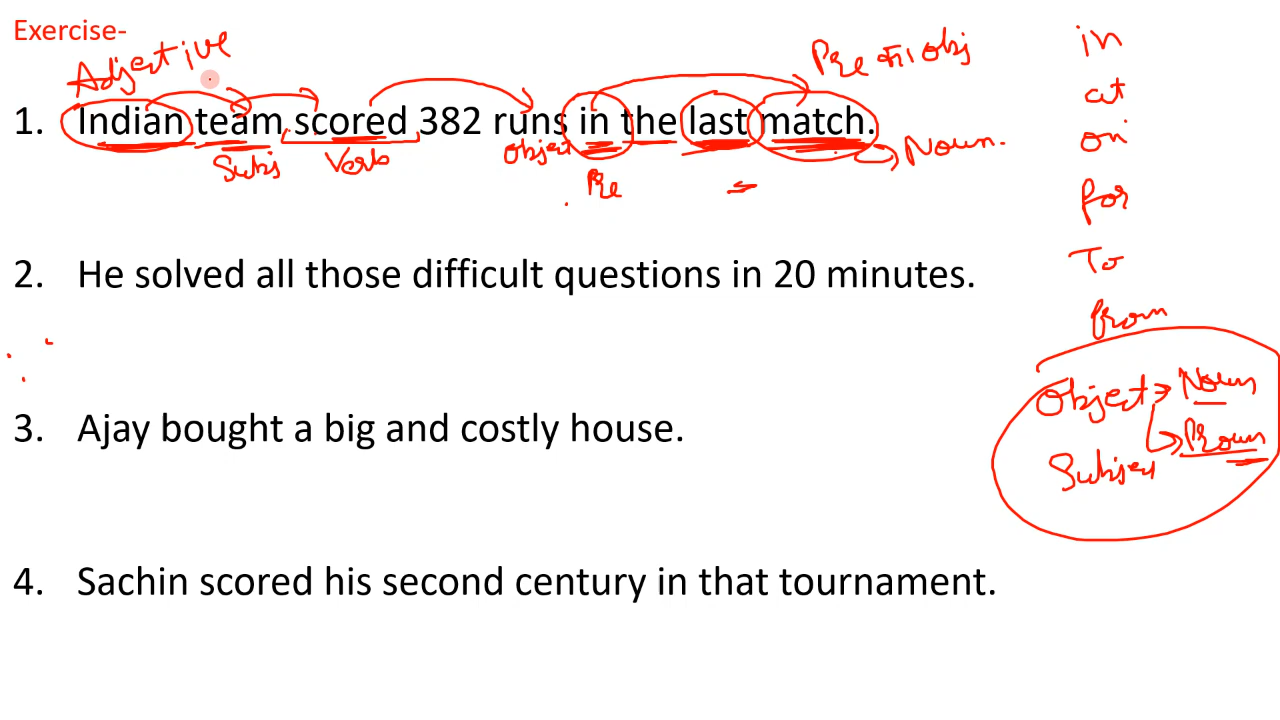 Exercise-
Adjective
Pre का obj
1. Indian team scored 382 runs in the last match.
Subj Verb Object Pre Noun.
2. He solved all those difficult questions in 20 minutes.
3. Ajay bought a big and costly house.
4. Sachin scored his second century in that tournament.
in
at
on
for
To
from
Object → Noun
→ Proun
Subject